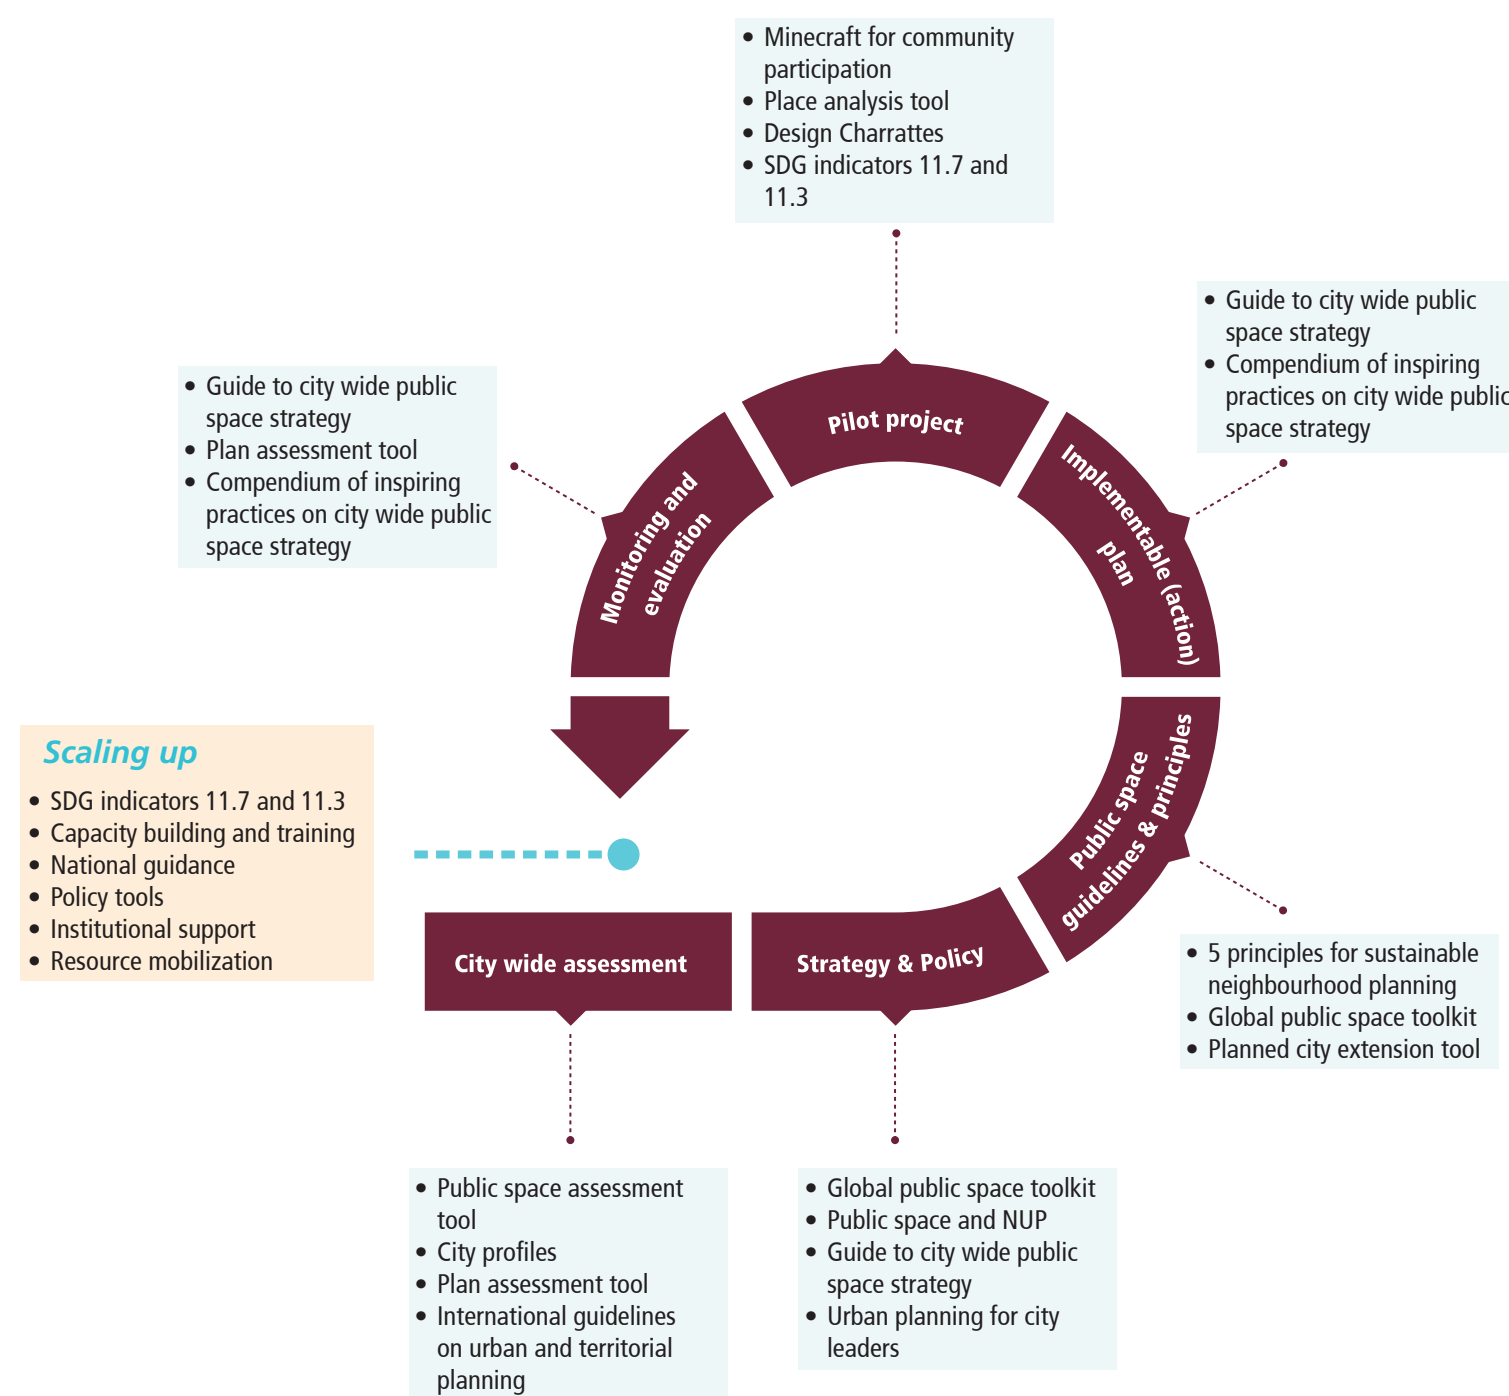 • Minecraft for community
participation
• Place analysis tool
• Design Charrattes
• SDG indicators 11.7 and
11.3
• Guide to city wide public
space strategy
• Compendium of inspiring
practices on city wide public
space strategy
• Guide to city wide public
space strategy
• Plan assessment tool
• Compendium of inspiring
practices on city wide public
space strategy
Pilot project
Implementable (action)
plan
Monitoring and
evaluation
Public space
guidelines & principles
Scaling up
• SDG indicators 11.7 and 11.3
• Capacity building and training
• National guidance
• Policy tools
• Institutional support
• Resource mobilization
City wide assessment
Strategy & Policy
• 5 principles for sustainable
neighbourhood planning
• Global public space toolkit
• Planned city extension tool
• Public space assessment
tool
• City profiles
• Plan assessment tool
• International guidelines
on urban and territorial
planning
• Global public space toolkit
• Public space and NUP
• Guide to city wide public
space strategy
• Urban planning for city
leaders